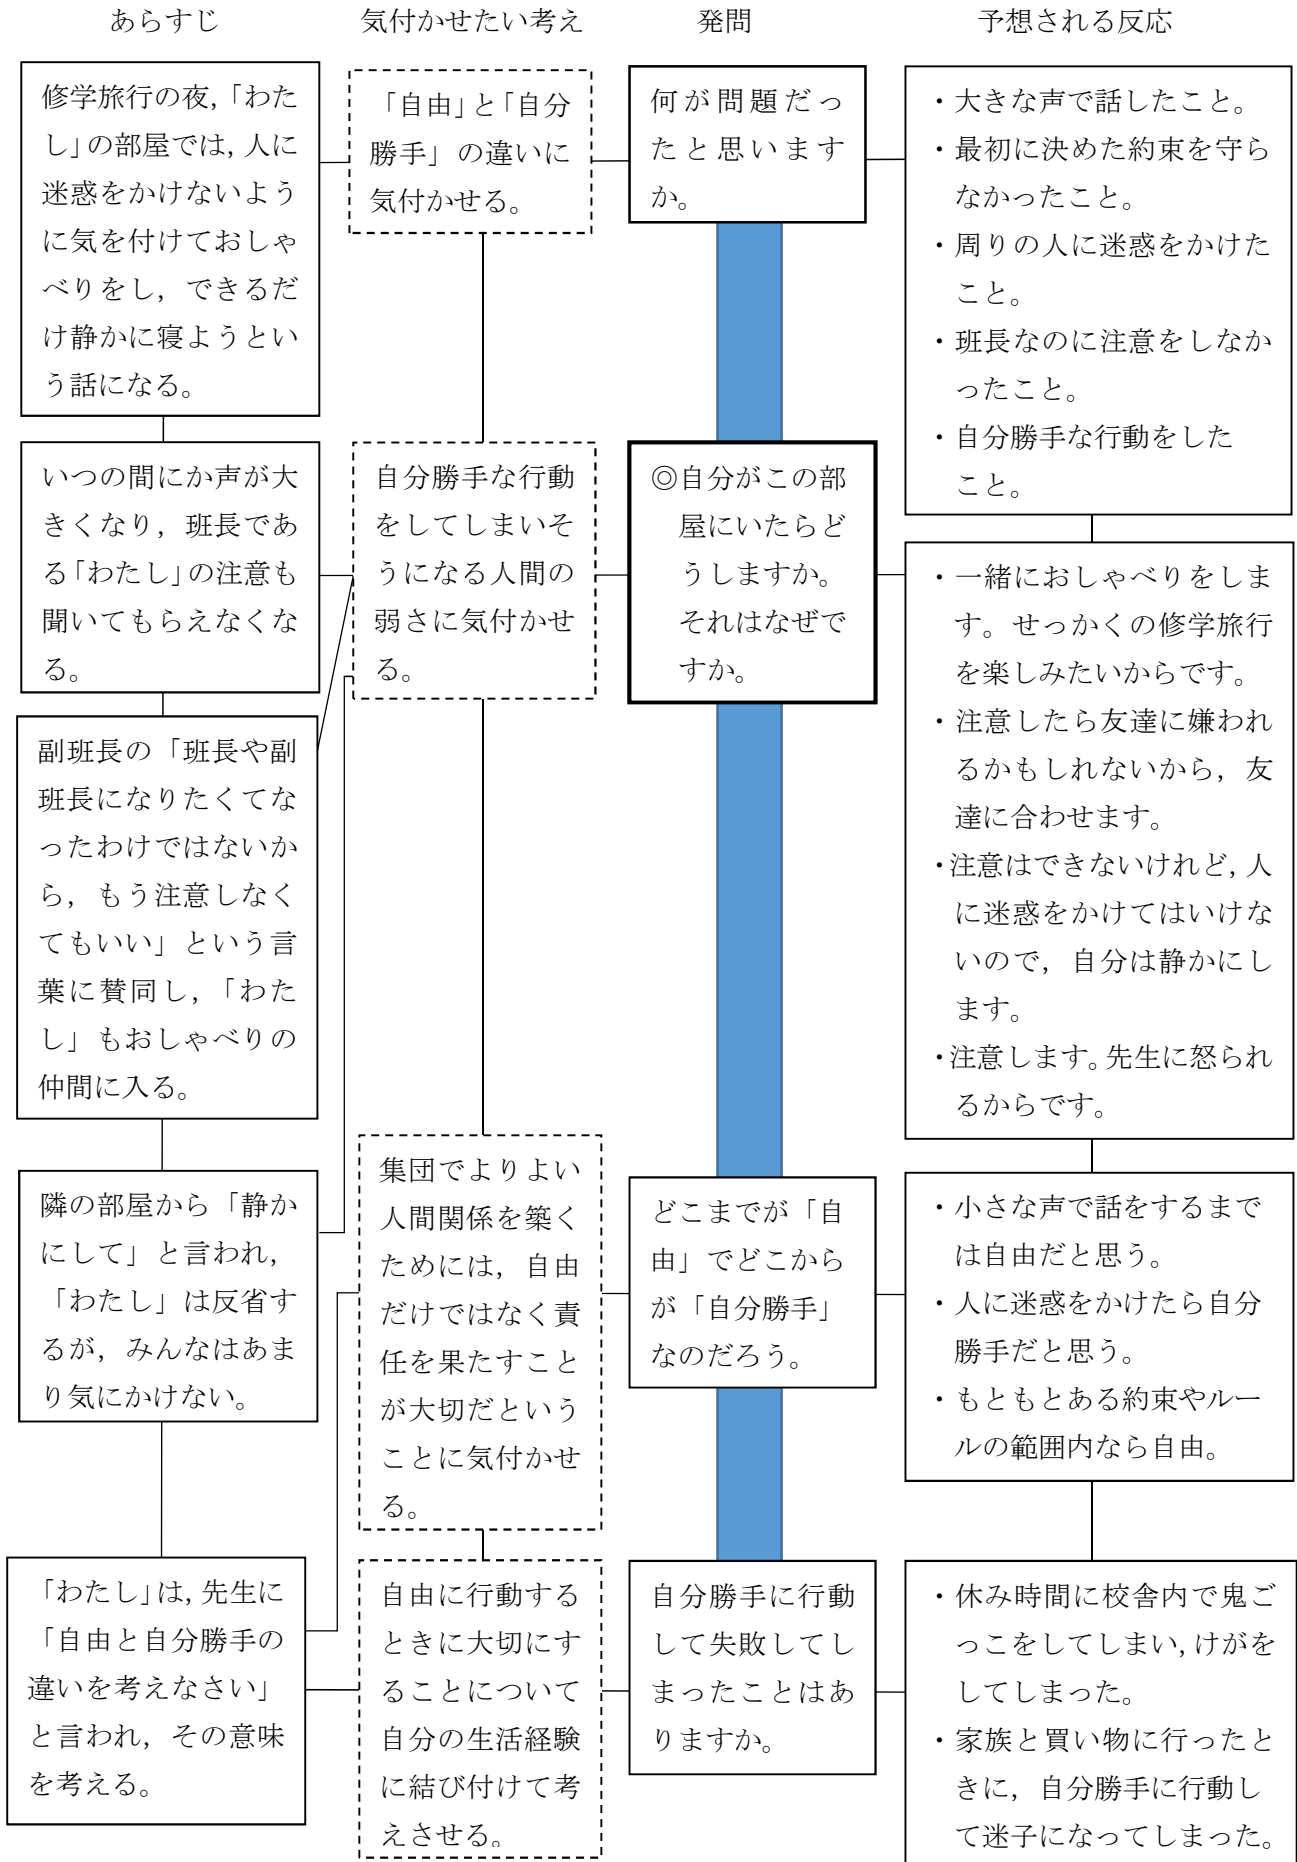 あらすじ
気付かせたい考え
発問
予想される反応
修学旅行の夜，「わた
し」の部屋では，人に
迷惑をかけないよう
に気を付けておしゃ
べりをし，できるだ
け静かに寝ようとい
う話になる。
いつの間にか声が大
きくなり，班長であ
る「わたし」の注意も
聞いてもらえなくな
る。
副班長の「班長や副
班長になりたくてな
ったわけではないか
ら，もう注意しなく
てもいい」という言
葉に賛同し，「わた
し」もおしゃべりの
仲間に入る。
隣の部屋から「静か
にして」と言われ，
「わたし」は反省す
るが，みんなはあま
り気にかけない。
「わたし」は，先生に
「自由と自分勝手の
違いを考えなさい」
と言われ，その意味
を考える。
「自由」と「自分
勝手」の違いに
気付かせる。
自分勝手な行動
をしてしまいそ
うになる人間の
弱さに気付かせ
る。
集団でよりよい
人間関係を築く
ためには，自由
だけではなく責
任を果たすこと
が大切だという
ことに気付かせ
る。
自由に行動する
ときに大切にす
ることについて
自分の生活経験
に結び付けて考
えさせる。
何が問題だっ
たと思います
か。
◎自分がこの部
屋にいたらど
うしますか。
それはなぜで
すか。
どこまでが「自
由」でどこから
が「自分勝手」
なのだろう。
自分勝手に行動
して失敗してし
まったことはあ
りますか。
・大きな声で話したこと。
・最初に決めた約束を守ら
なかったこと。
・周りの人に迷惑をかけた
こと。
・班長なのに注意をしなか
ったこと。
・自分勝手な行動をした
こと。
・一緒におしゃべりをしま
す。せっかくの修学旅行
を楽しみたいからです。
・注意したら友達に嫌われ
るかもしれないから，友
達に合わせます。
・注意はできないけれど，人
に迷惑をかけてはいけな
いので，自分は静かにし
ます。
・注意します。先生に怒られ
るからです。
・小さな声で話をするまで
は自由だと思う。
・人に迷惑をかけたら自分
勝手だと思う。
・もともとある約束やルー
ルの範囲内なら自由。
・休み時間に校舎内で鬼ご
っこをしてしまい，けがを
してしまった。
・家族と買い物に行ったと
きに，自分勝手に行動し
て迷子になってしまった。